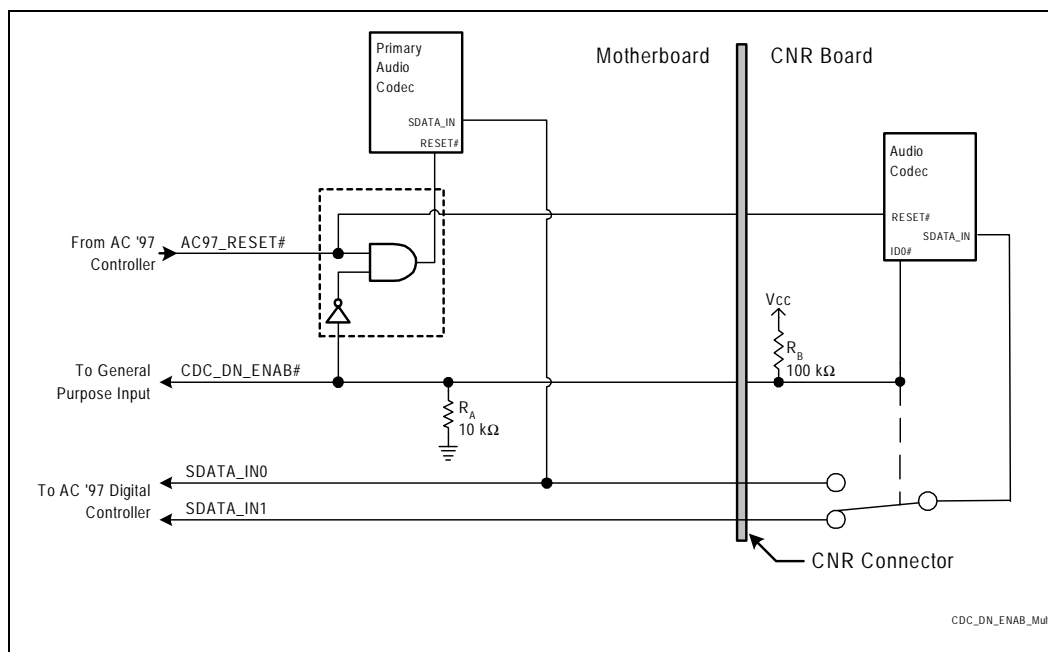 Motherboard
CNR Board
Primary
Audio
Codec
SDATA_IN
RESET#
Audio
Codec
RESET#
SDATA_IN
ID0#
From AC '97
Controller
AC97_RESET#
Vcc
R_B
100 kΩ
To General
Purpose Input
CDC_DN_ENAB#
R_A
10 kΩ
To AC '97 Digital
Controller
SDATA_IN0
SDATA_IN1
CNR Connector
CDC_DN_ENAB_Mul